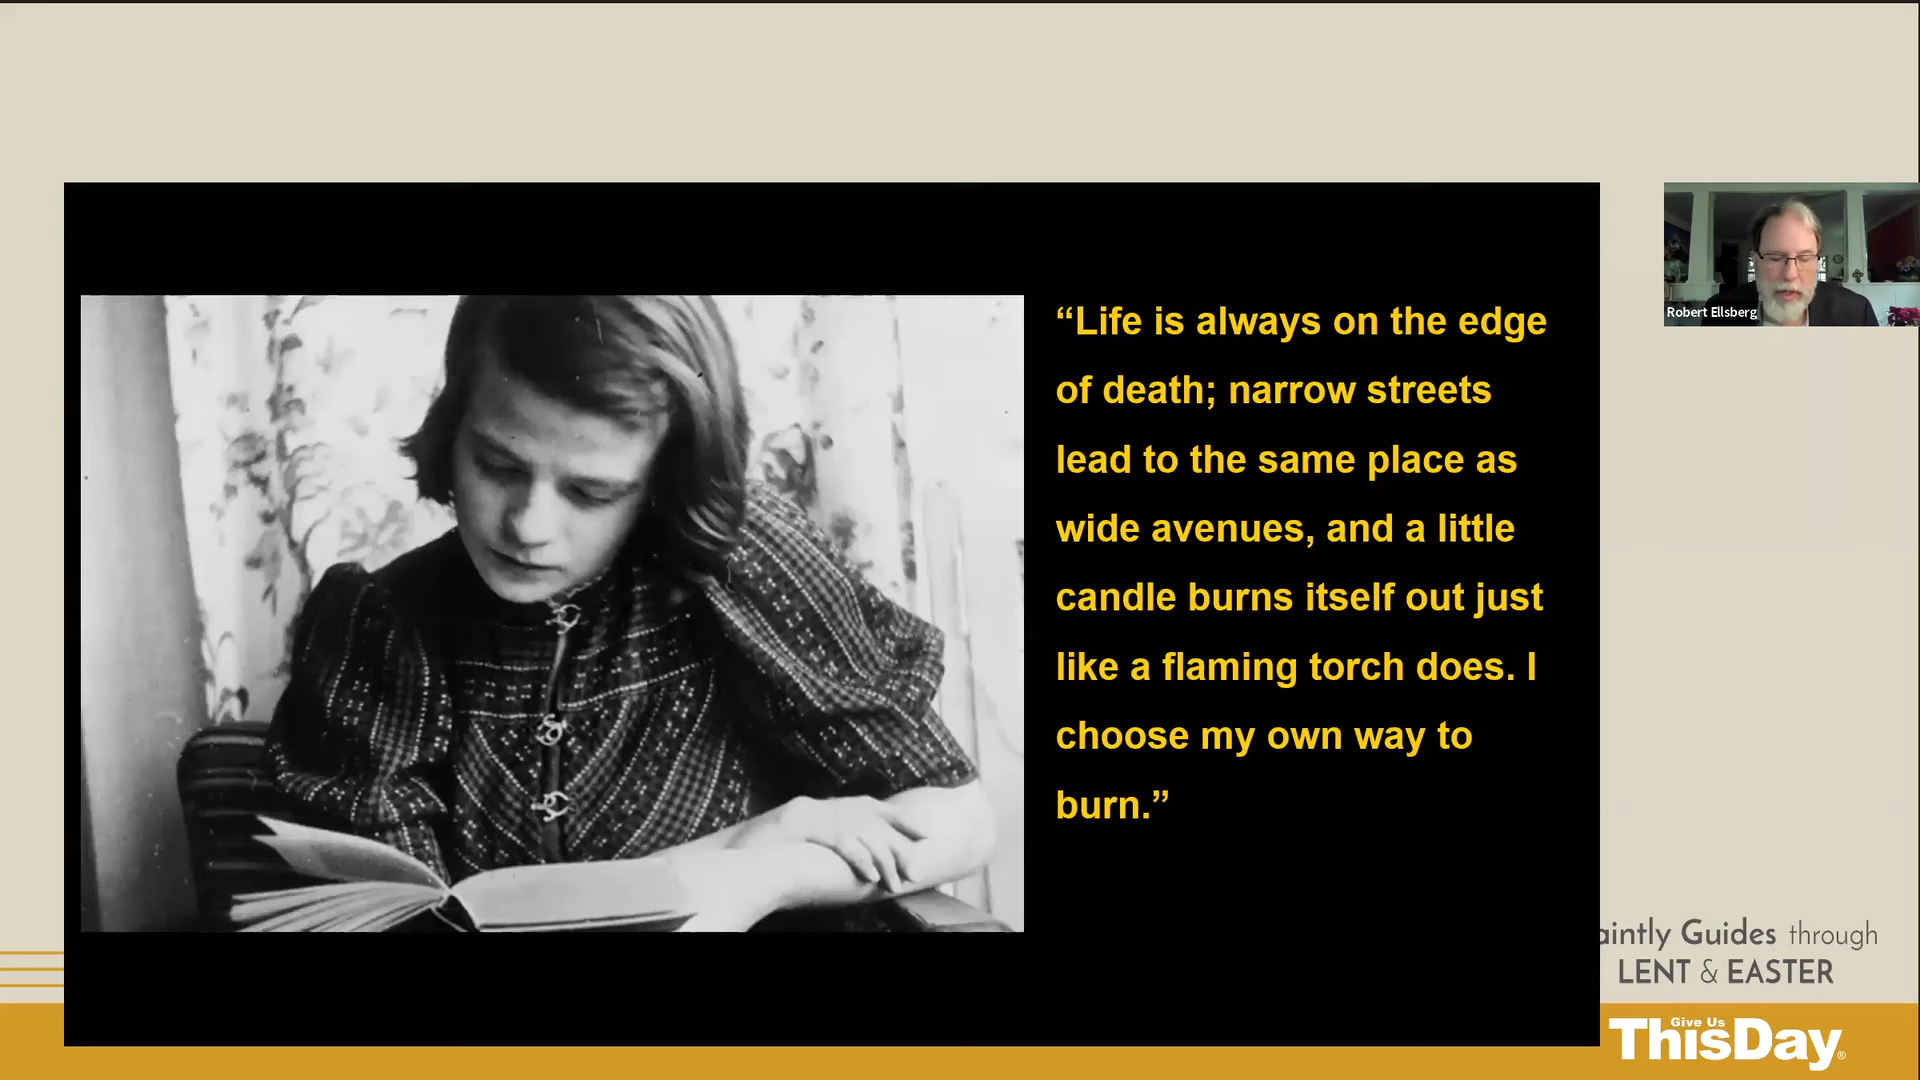 “Life is always on the edge
of death; narrow streets
lead to the same place as
wide avenues, and a little
candle burns itself out just
like a flaming torch does. I
choose my own way to
burn.”
Robert Ellsberg
aintly Guides through
LENT & EASTER
Give Us
ThisDay®